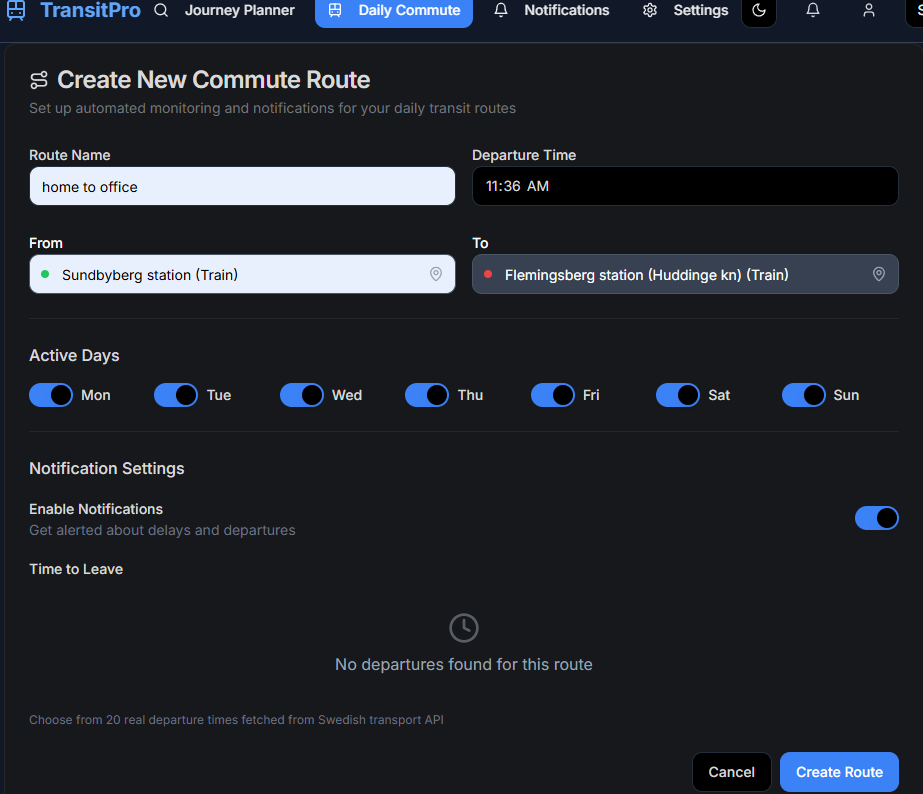 TransitPro Journey Planner Daily Commute Notifications Settings
Create New Commute Route
Set up automated monitoring and notifications for your daily transit routes
Route Name Departure Time
home to office 11:36 AM
From To
Sundbyberg station (Train) Flemingsberg station (Huddinge kn) (Train)
Active Days
Mon Tue Wed Thu Fri Sat Sun
Notification Settings
Enable Notifications
Get alerted about delays and departures
Time to Leave
No departures found for this route
Choose from 20 real departure times fetched from Swedish transport API
Cancel Create Route